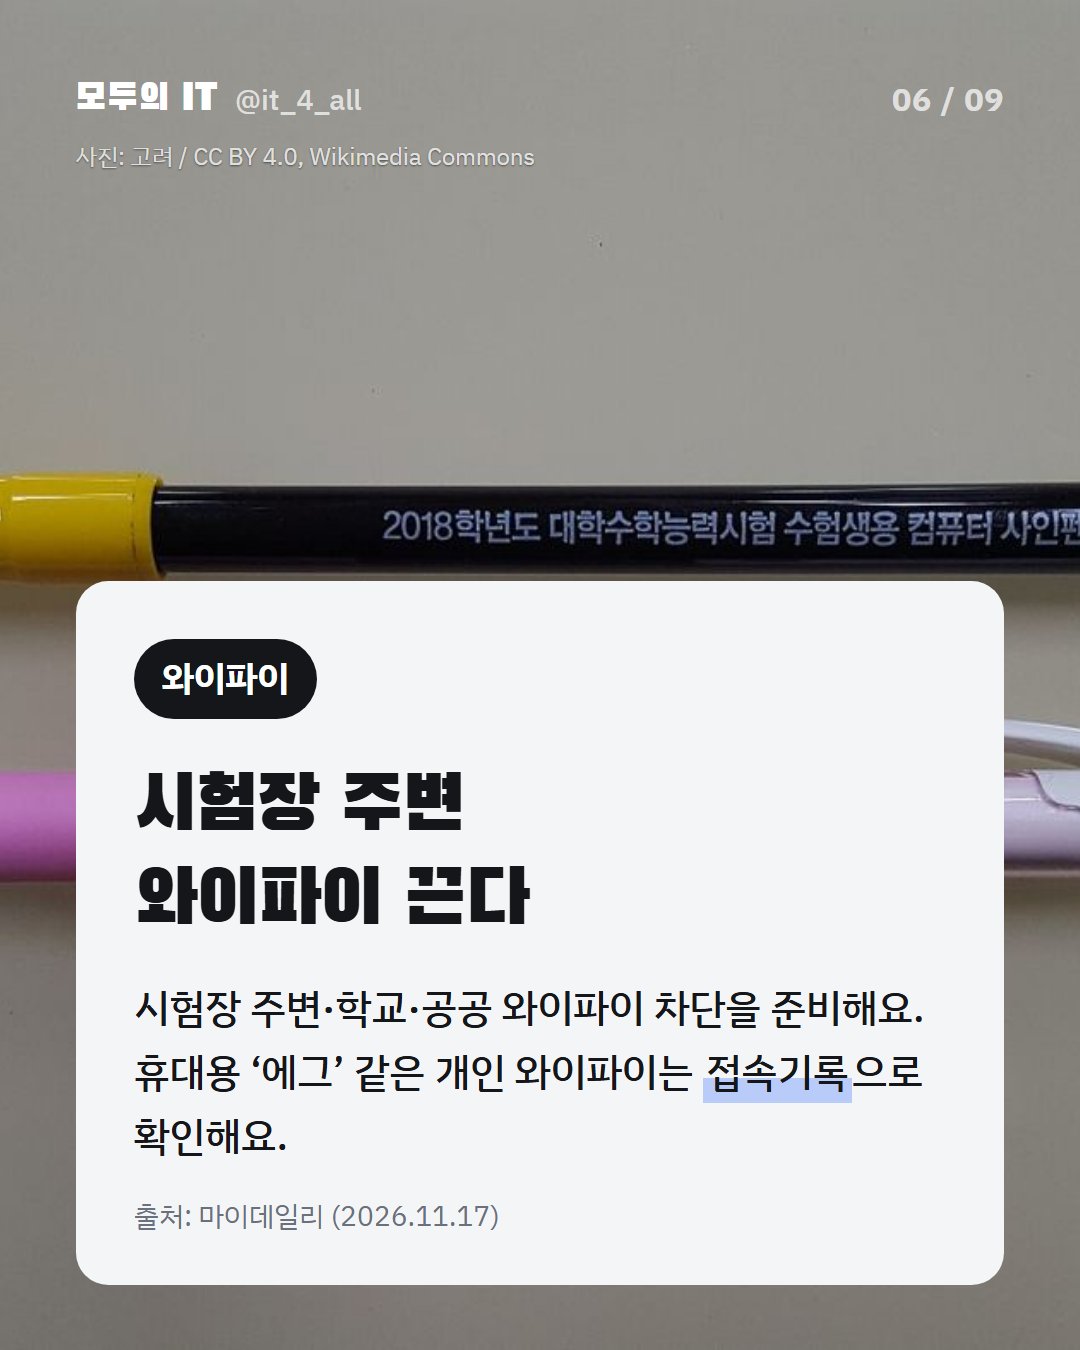 모두의 IT @it_4_all
06 / 09
사진: 고려 / CC BY 4.0, Wikimedia Commons
2018학년도 대학수학능력시험 수험생용 컴퓨터 사인펜
와이파이
시험장 주변
와이파이 끈다
시험장 주변·학교·공공 와이파이 차단을 준비해요.
휴대용 ‘에그’ 같은 개인 와이파이는 접속기록으로
확인해요.
출처: 마이데일리 (2026.11.17)